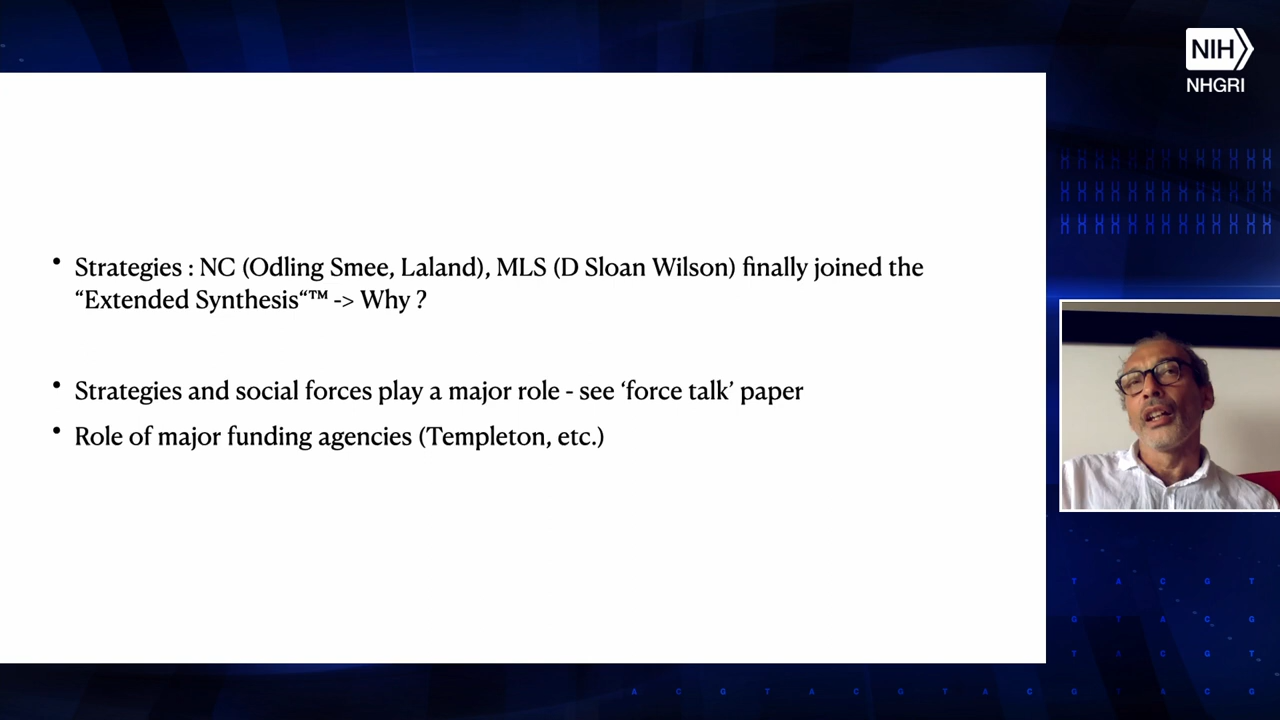 NIH
NHGRI
• Strategies : NC (Odling Smee, Laland), MLS (D Sloan Wilson) finally joined the
“Extended Synthesis“™ -> Why ?
• Strategies and social forces play a major role - see ‘force talk’ paper
• Role of major funding agencies (Templeton, etc.)
T A C G T
G T A C G
T A C G T
A C G T A C G T A C G T A C G